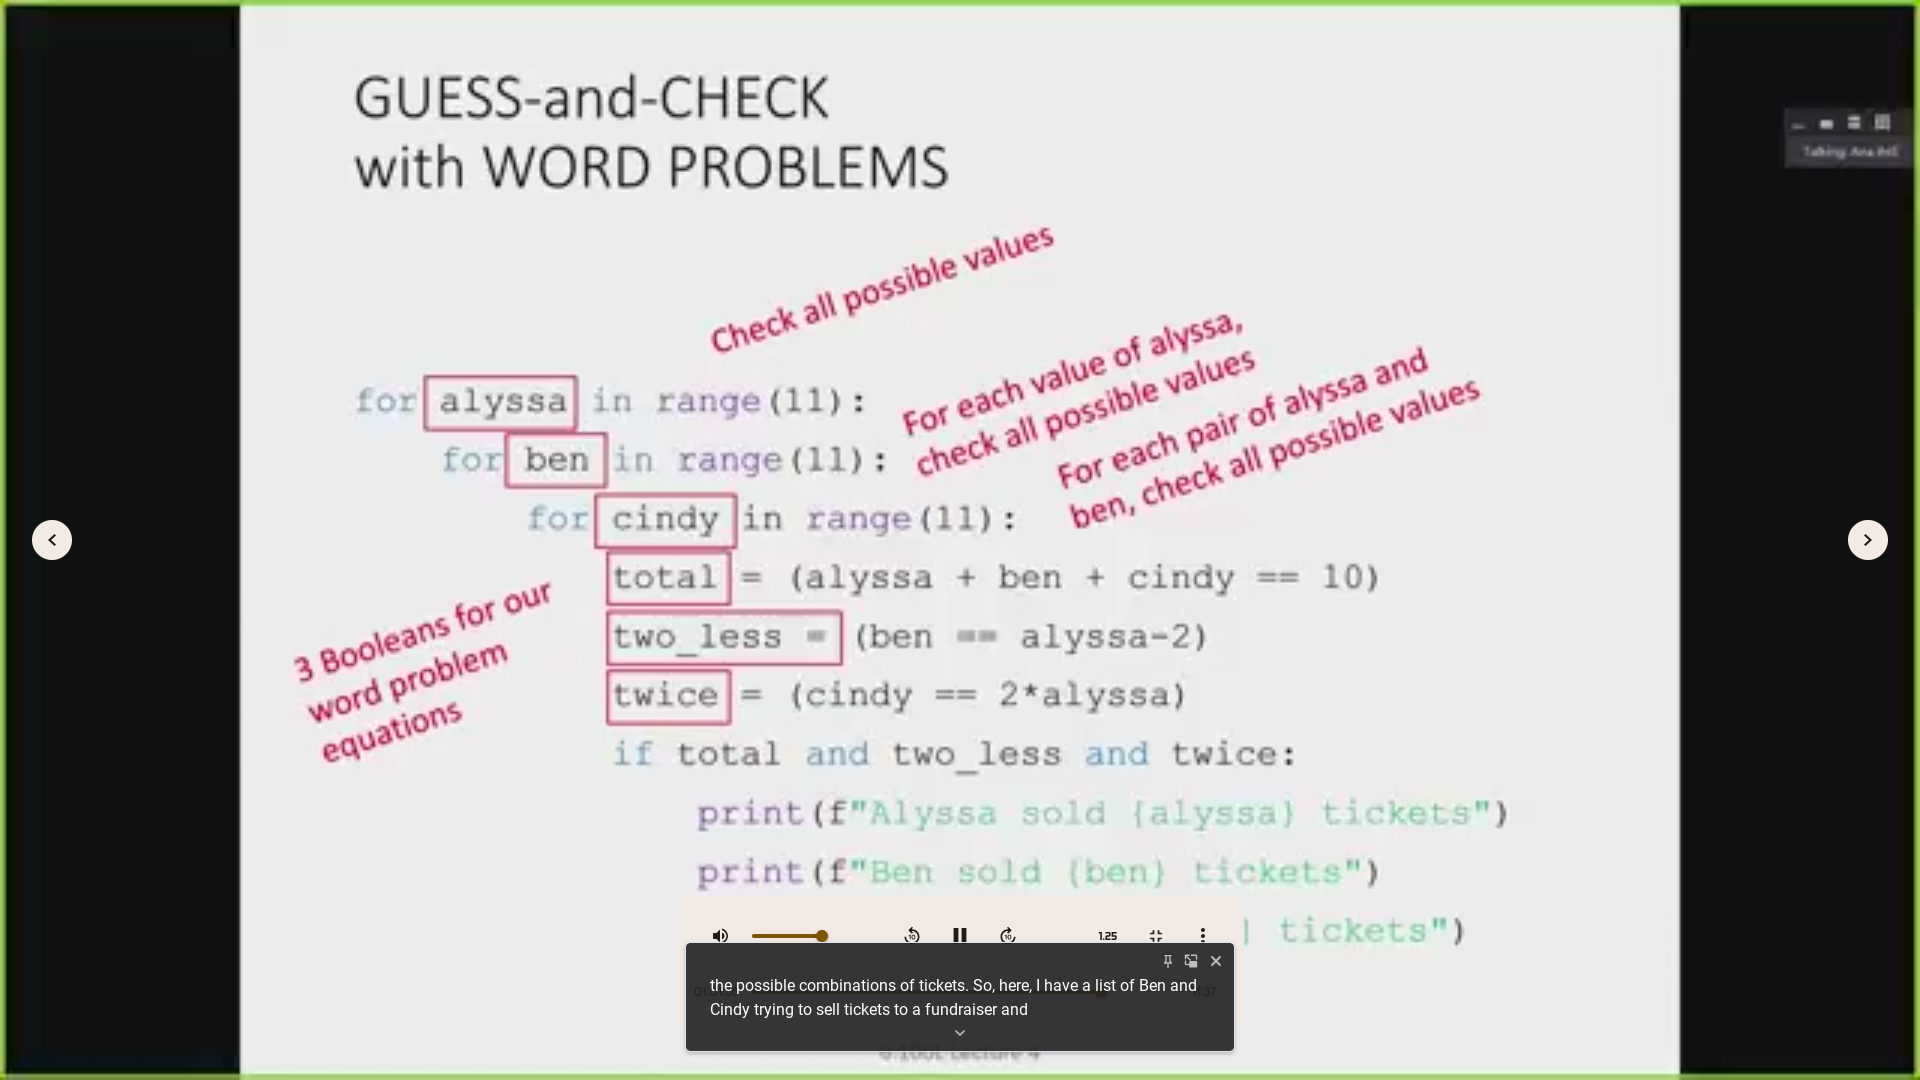 GUESS-and-CHECK
with WORD PROBLEMS
Check all possible values
For each value of alyssa,
check all possible values
For each pair of alyssa and
ben, check all possible values
for alyssa in range(11):
for ben in range(11):
for cindy in range(11):
total = (alyssa + ben + cindy == 10)
two_less = (ben == alyssa-2)
twice = (cindy == 2*alyssa)
3 Booleans for our
word problem
equations
if total and two_less and twice:
print(f"Alyssa sold {alyssa} tickets")
print(f"Ben sold {ben} tickets")
} tickets")
10
10
1.25
the possible combinations of tickets. So, here, I have a list of Ben and
Cindy trying to sell tickets to a fundraiser and
6.100L Lecture 4
Talking: